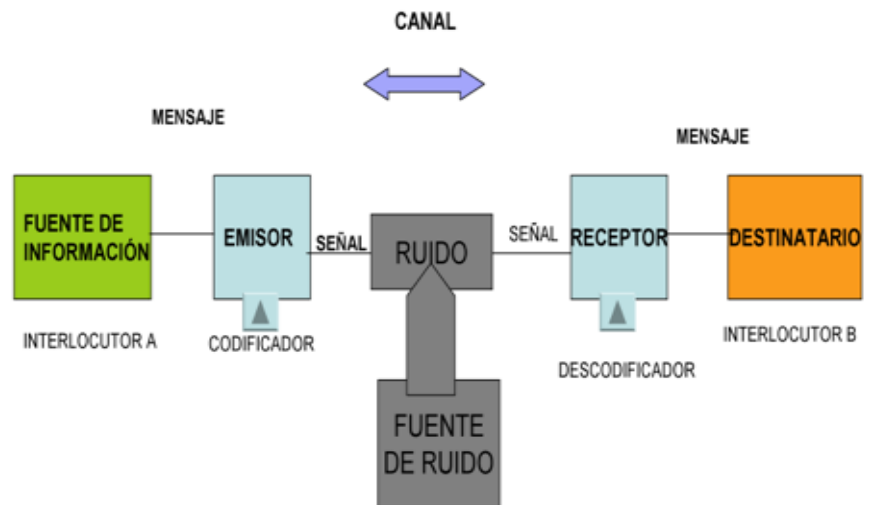 CANAL
MENSAJE
MENSAJE
FUENTE DE
INFORMACIÓN
EMISOR
SEÑAL
RUIDO
SEÑAL
RECEPTOR
DESTINATARIO
INTERLOCUTOR A
CODIFICADOR
DESCODIFICADOR
INTERLOCUTOR B
FUENTE
DE RUIDO